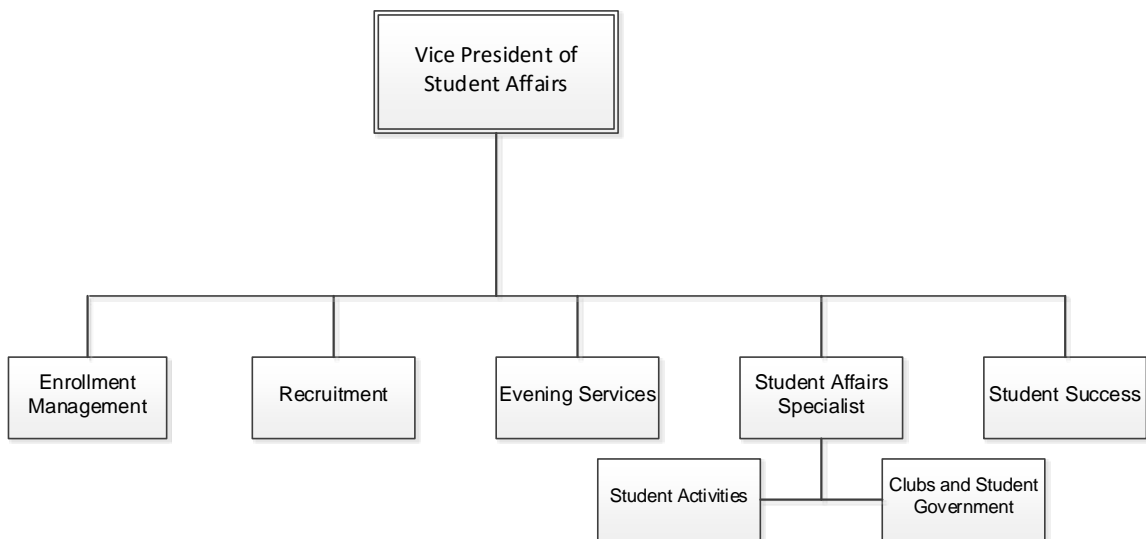 Vice President of
Student Affairs
Enrollment
Management
Recruitment
Evening Services
Student Affairs
Specialist
Student Success
Student Activities
Clubs and Student
Government